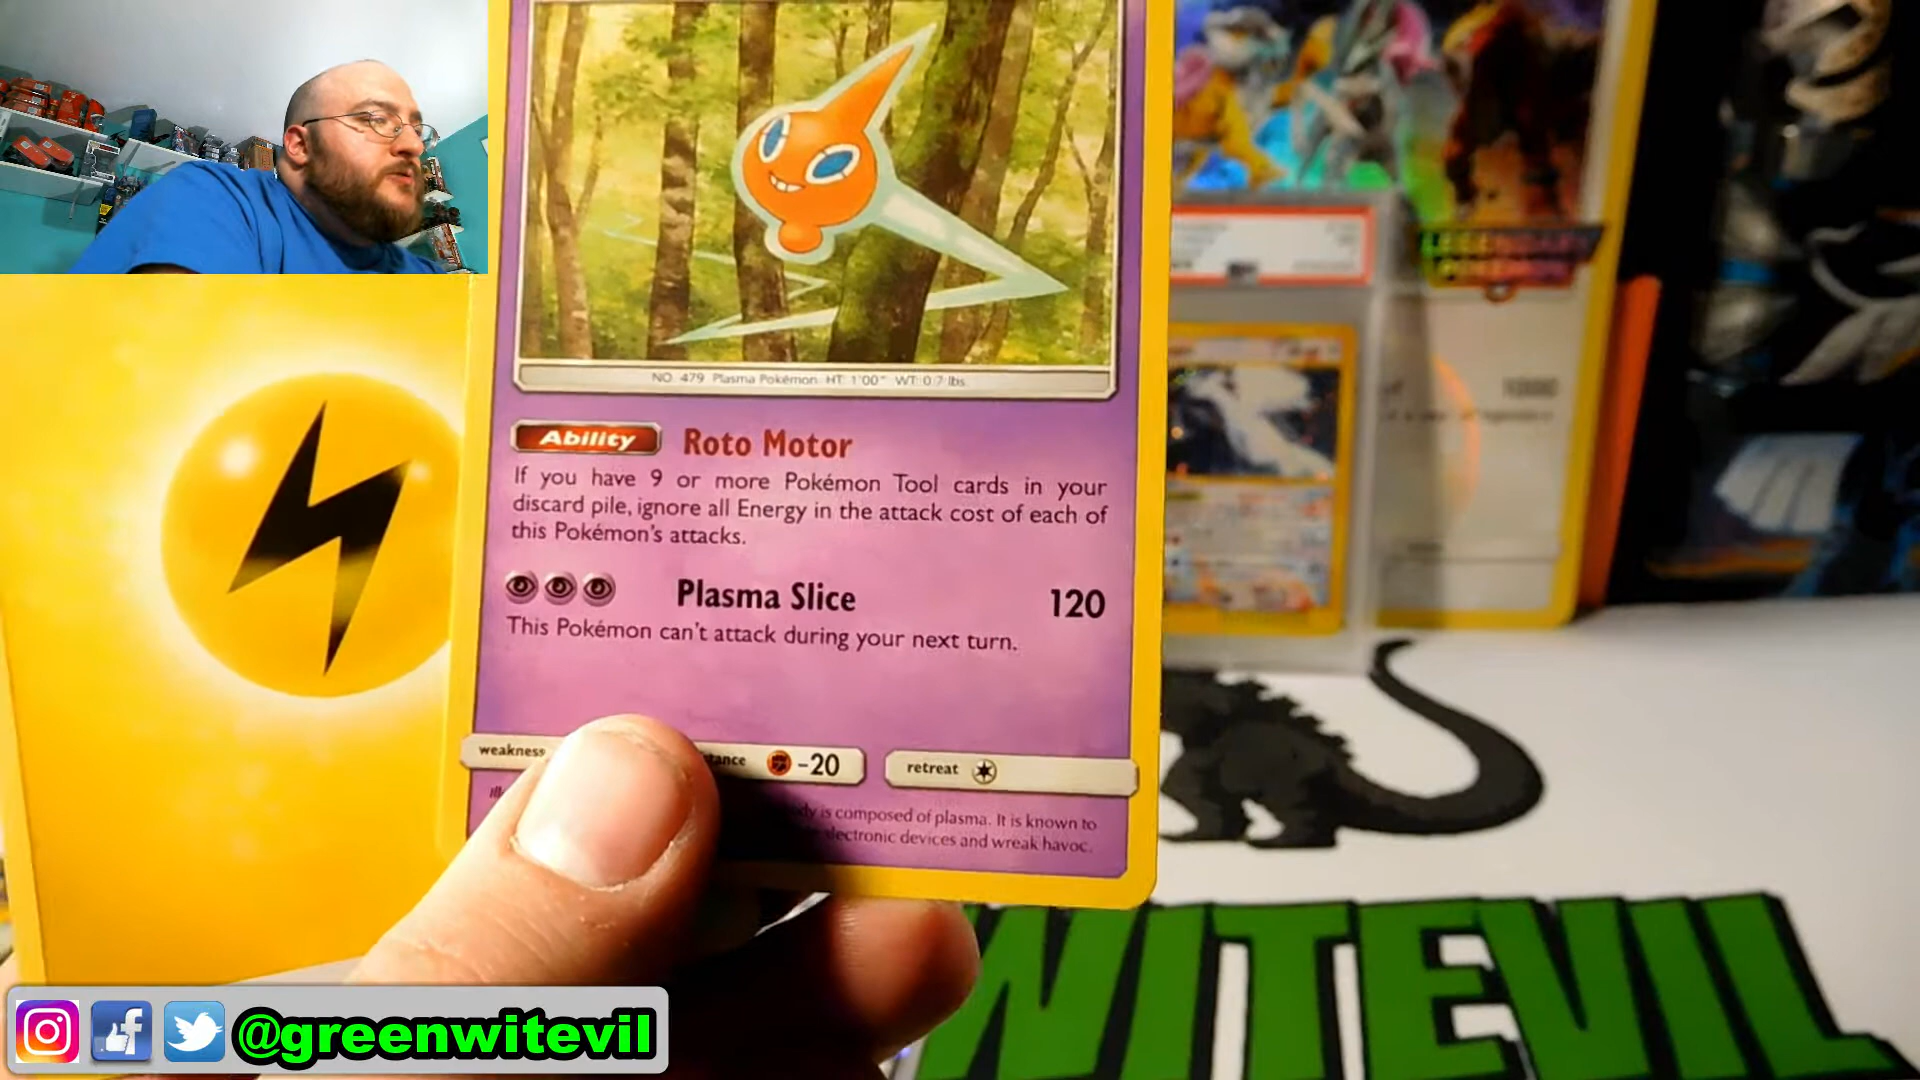 NO. 479 Plasma Pokémon HT: 1'00" WT: 0.7 lbs.
Ability Roto Motor
If you have 9 or more Pokémon Tool cards in your
discard pile, ignore all Energy in the attack cost of each of
this Pokémon's attacks.
Plasma Slice 120
This Pokémon can't attack during your next turn.
weakness
-20
retreat
is composed of plasma. It is known to
electronic devices and wreak havoc.
LEGENDARY
WITEVIL
@greenwitevil